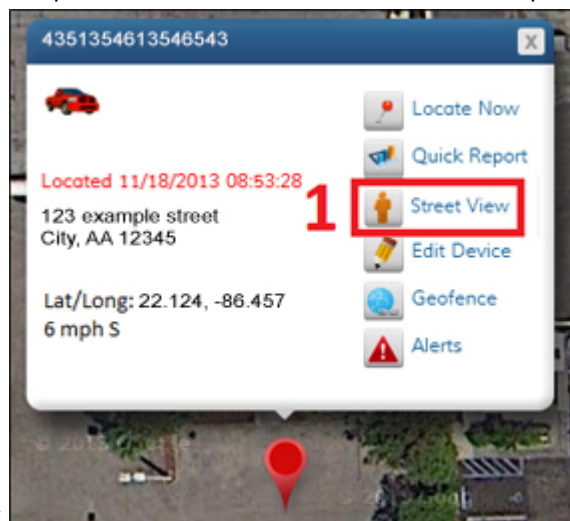 4351354613546543
X
Locate Now
Quick Report
Located 11/18/2013 08:53:28
1
Street View
123 example street
City, AA 12345
Edit Device
Lat/Long: 22.124, -86.457
Geofence
6 mph S
Alerts